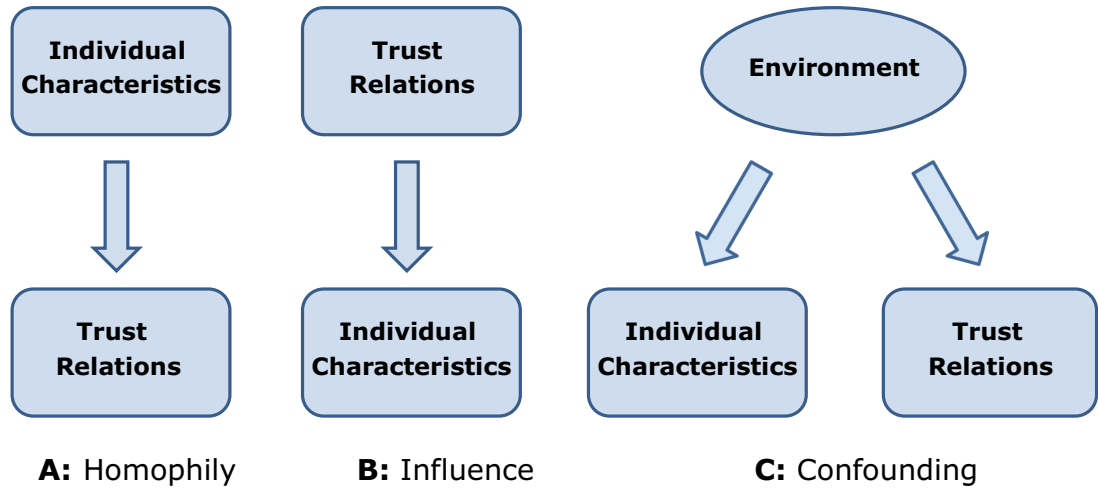 Individual
Characteristics
Trust
Relations
Trust
Relations
Individual
Characteristics
Environment
Individual
Characteristics
Trust
Relations
A: Homophily
B: Influence
C: Confounding